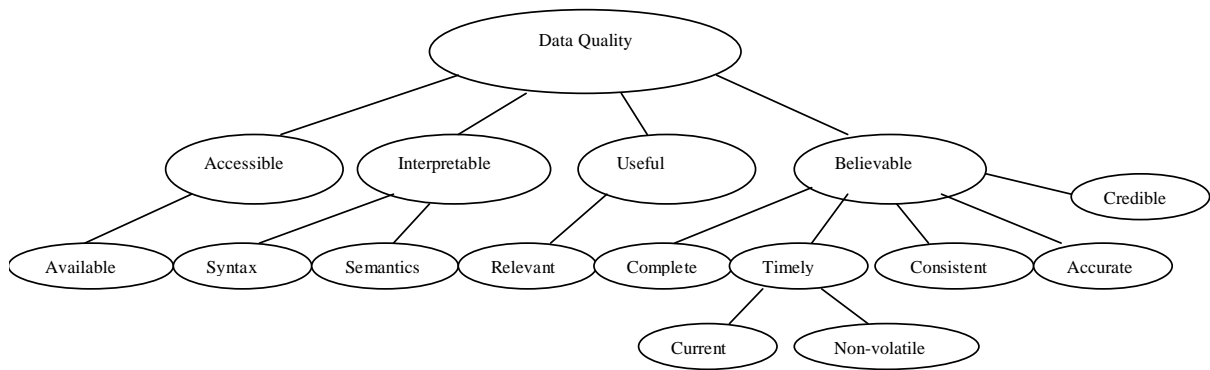 Data Quality
Accessible
Interpretable
Useful
Believable
Credible
Available
Syntax
Semantics
Relevant
Complete
Timely
Consistent
Accurate
Current
Non-volatile